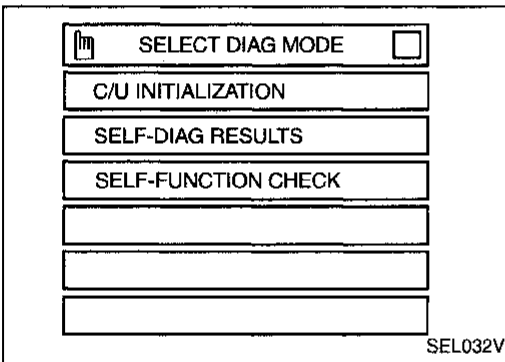 SELECT DIAG MODE
C/U INITIALIZATION
SELF-DIAG RESULTS
SELF-FUNCTION CHECK
SEL032V